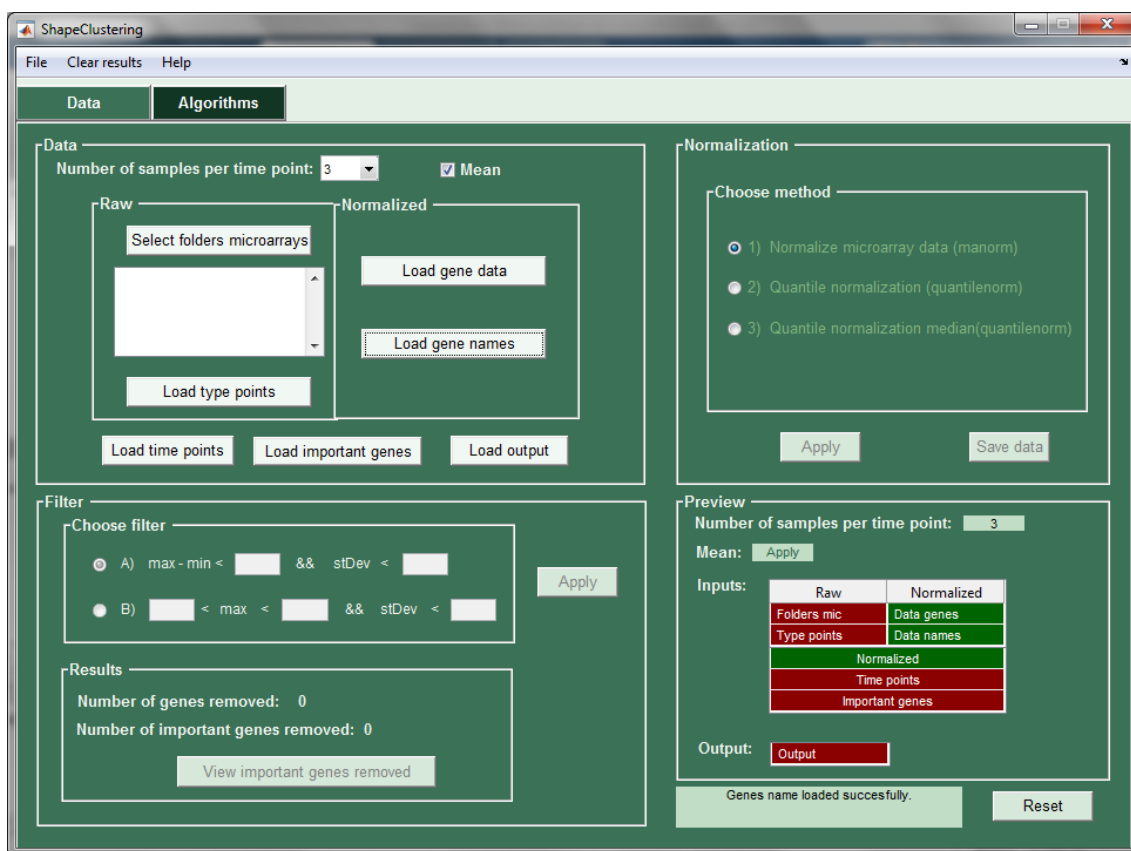 ShapeClustering
File Clear results Help
Data Algorithms
Data
Number of samples per time point: 3 Mean
Raw
Select folders microarrays
Load type points
Normalized
Load gene data
Load gene names
Load time points Load important genes Load output
Normalization
Choose method
1) Normalize microarray data (manorm)
2) Quantile normalization (quantilenorm)
3) Quantile normalization median(quantilenorm)
Apply Save data
Filter
Choose filter
A) max - min < && stDev <
B) < max < && stDev <
Apply
Results
Number of genes removed: 0
Number of important genes removed: 0
View important genes removed
Preview
Number of samples per time point: 3
Mean: Apply
Inputs:
Raw Normalized
Folders mic Data genes
Type points Data names
Normalized
Time points
Important genes
Output: Output
Genes name loaded succesfully.
Reset